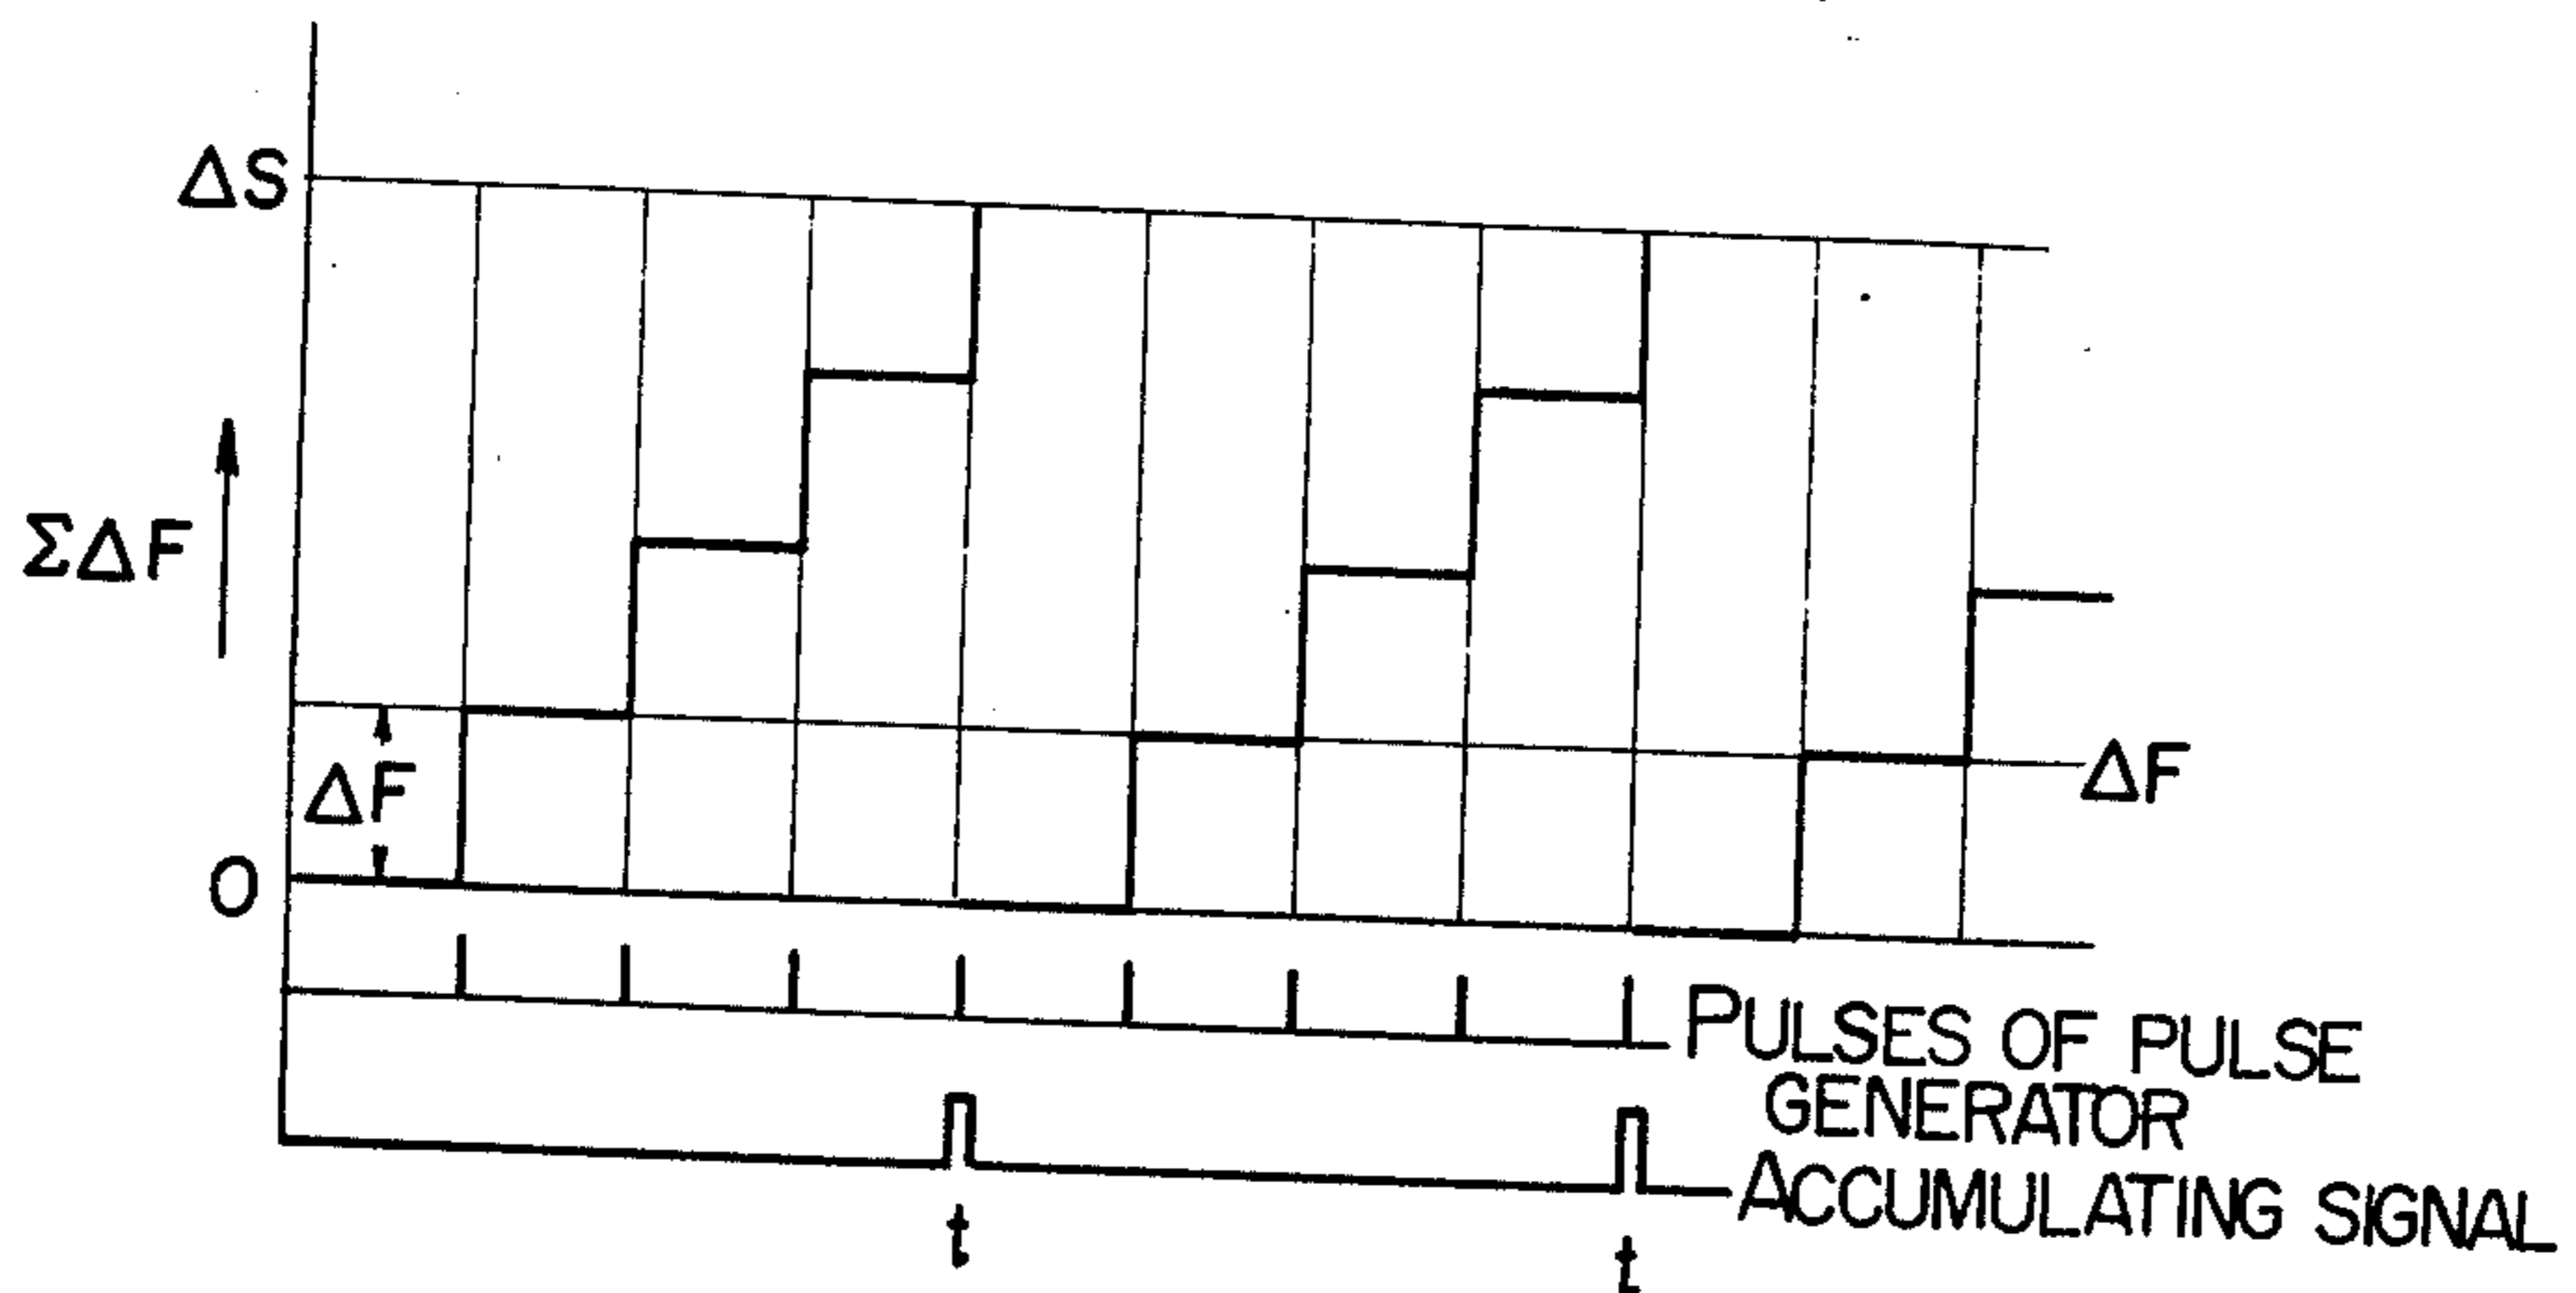 ΔS
ΣΔF
ΔF
ΔF
0
PULSES OF PULSE
GENERATOR
ACCUMULATING SIGNAL
t
t